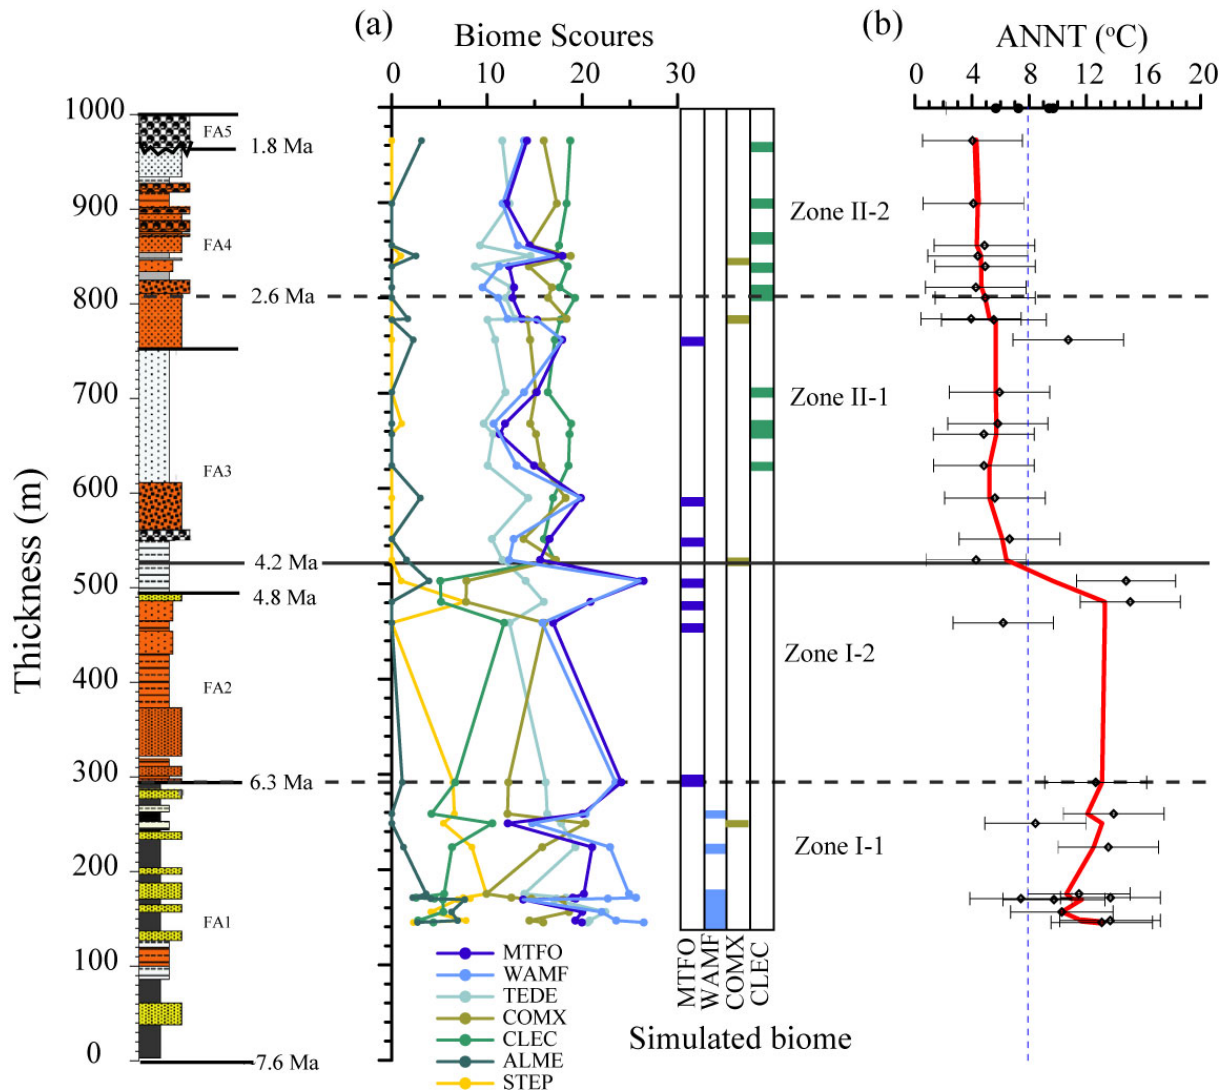 (a)
(b)
Biome Scoures
ANNT (°C)
0 10 20 30
0 4 8 12 16 20
Thickness (m)
1000
900
800
700
600
500
400
300
200
100
0
FA5
FA4
FA3
FA2
FA1
1.8 Ma
2.6 Ma
4.2 Ma
4.8 Ma
6.3 Ma
7.6 Ma
Zone II-2
Zone II-1
Zone I-2
Zone I-1
MTFO
WAMF
TEDE
COMX
CLEC
ALME
STEP
MTFO
WAMF
COMX
CLEC
Simulated biome